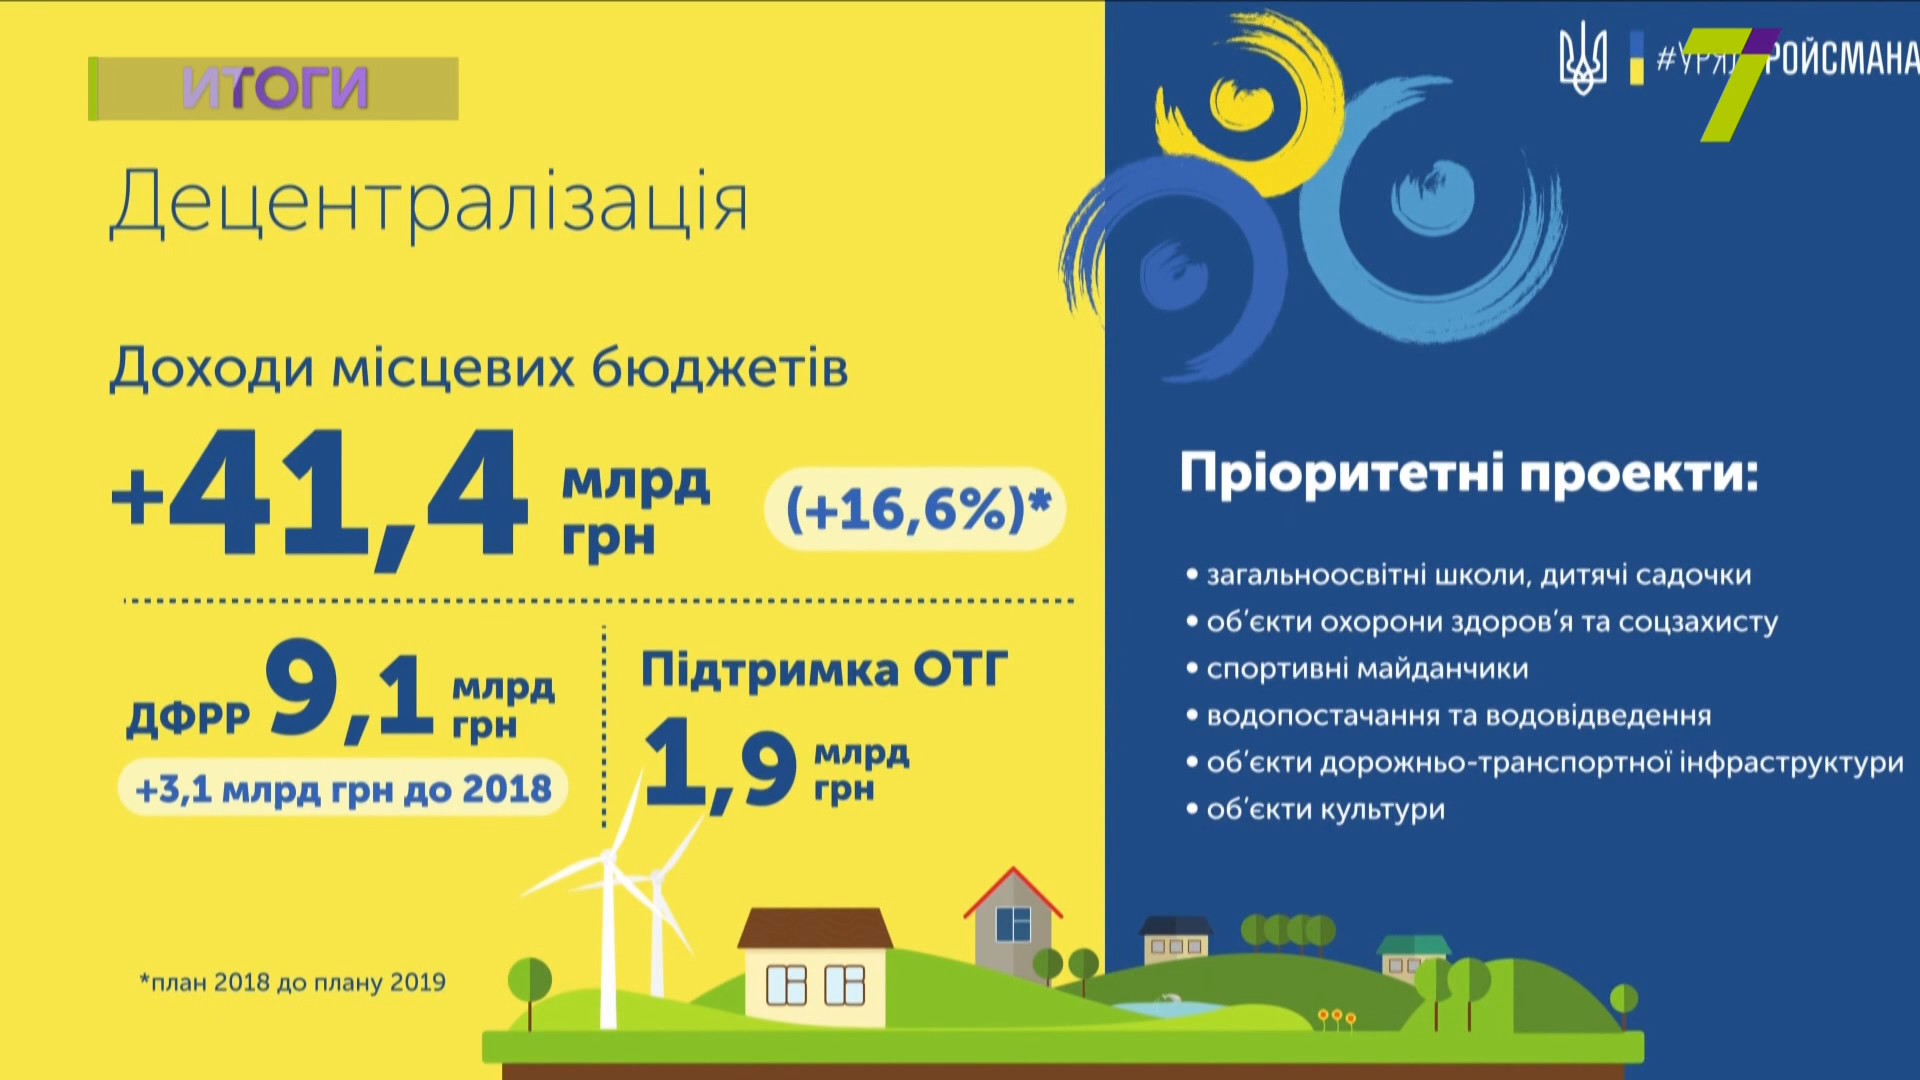 ИТОГИ
Децентралізація
Доходи місцевих бюджетів
+41,4 млрд грн (+16,6%)*
ДФРР 9,1 млрд грн
+3,1 млрд грн до 2018
Підтримка ОТГ
1,9 млрд грн
*план 2018 до плану 2019
7
Пріоритетні проекти:
• загальноосвітні школи, дитячі садочки
• об'єкти охорони здоров'я та соцзахисту
• спортивні майданчики
• водопостачання та водовідведення
• об'єкти дорожньо-транспортної інфраструктури
• об'єкти культури